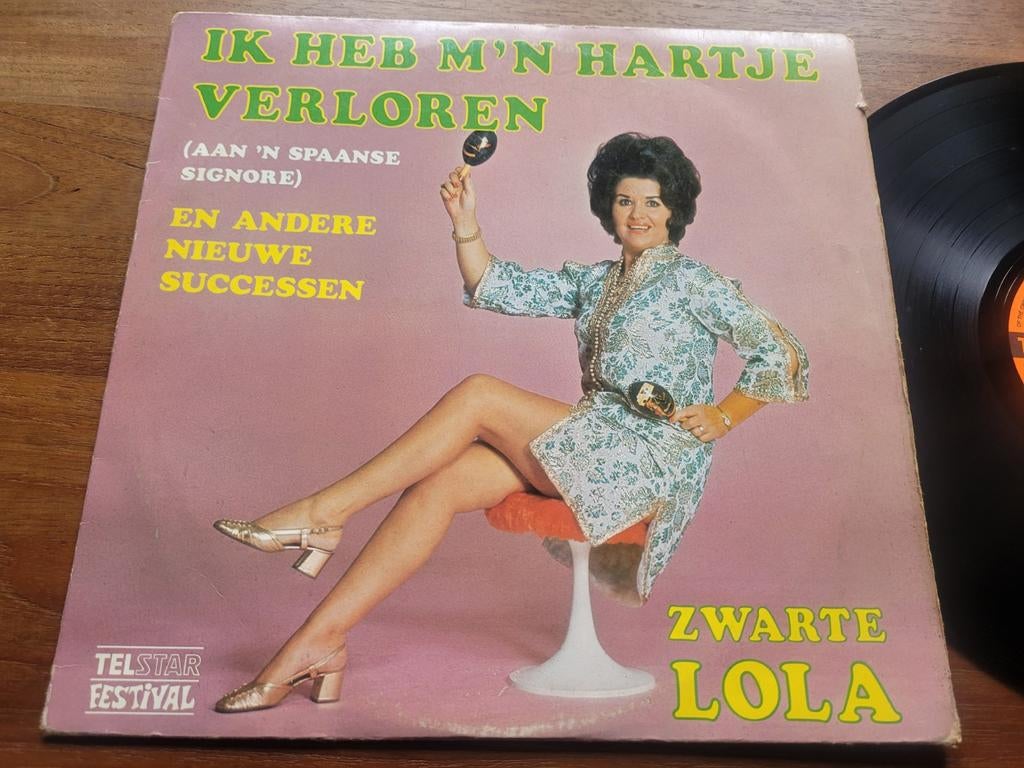 IK HEB M'N HARTJE
VERLOREN
(AAN 'N SPAANSE
SIGNORE)
EN ANDERE
NIEUWE
SUCCESSEN
ZWARTE
LOLA
TELSTAR
FESTIVAL